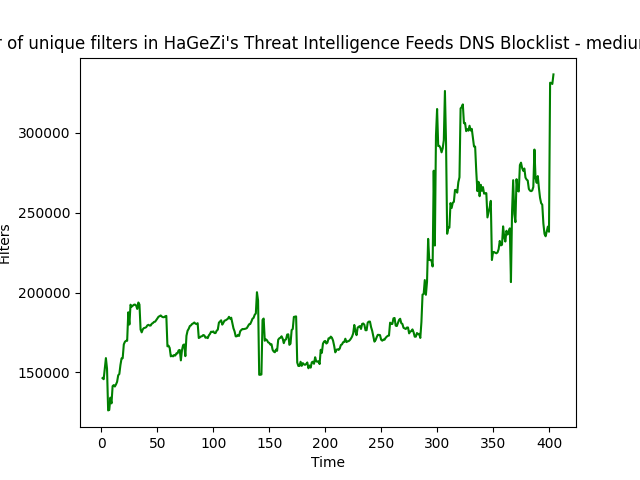 r of unique filters in HaGeZi's Threat Intelligence Feeds DNS Blocklist - mediu
Filters
300000
250000
200000
150000
0 50 100 150 200 250 300 350 400
Time